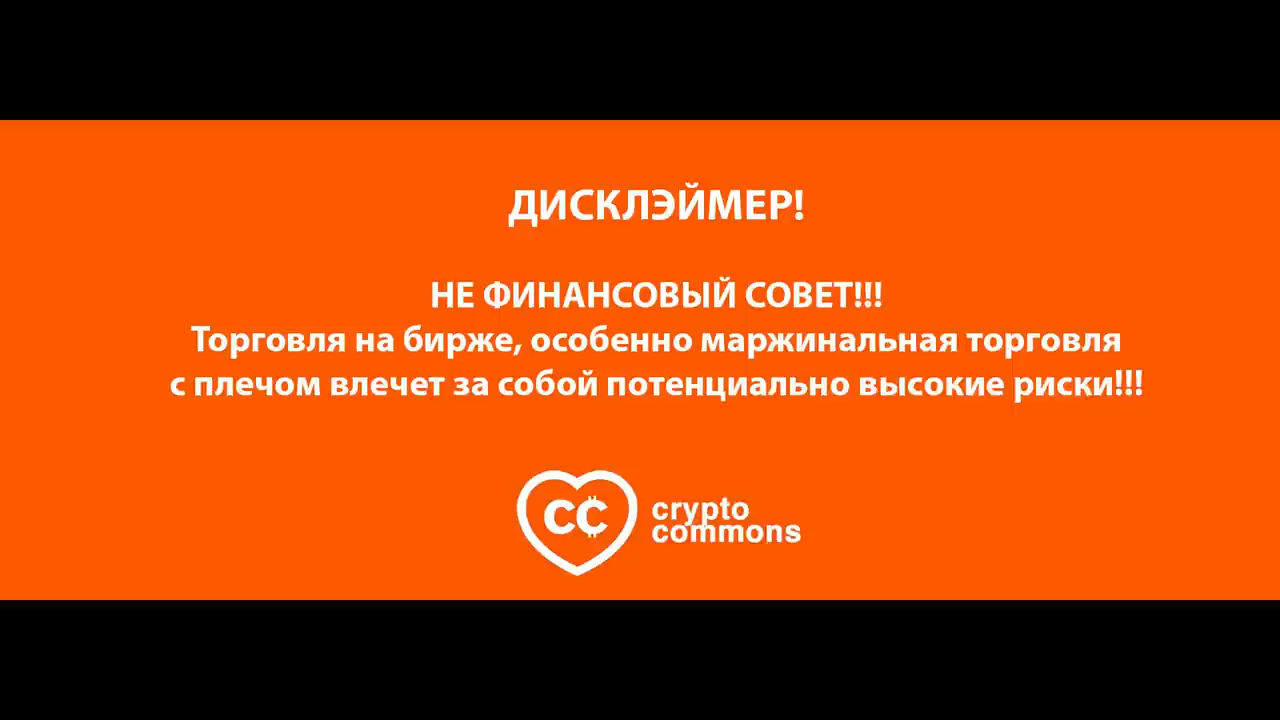 ДИСКЛЭЙМЕР!
НЕ ФИНАНСОВЫЙ СОВЕТ!!!
Торговля на бирже, особенно маржинальная торговля
с плечом влечет за собой потенциально высокие риски!!!
c₵
crypto
commons